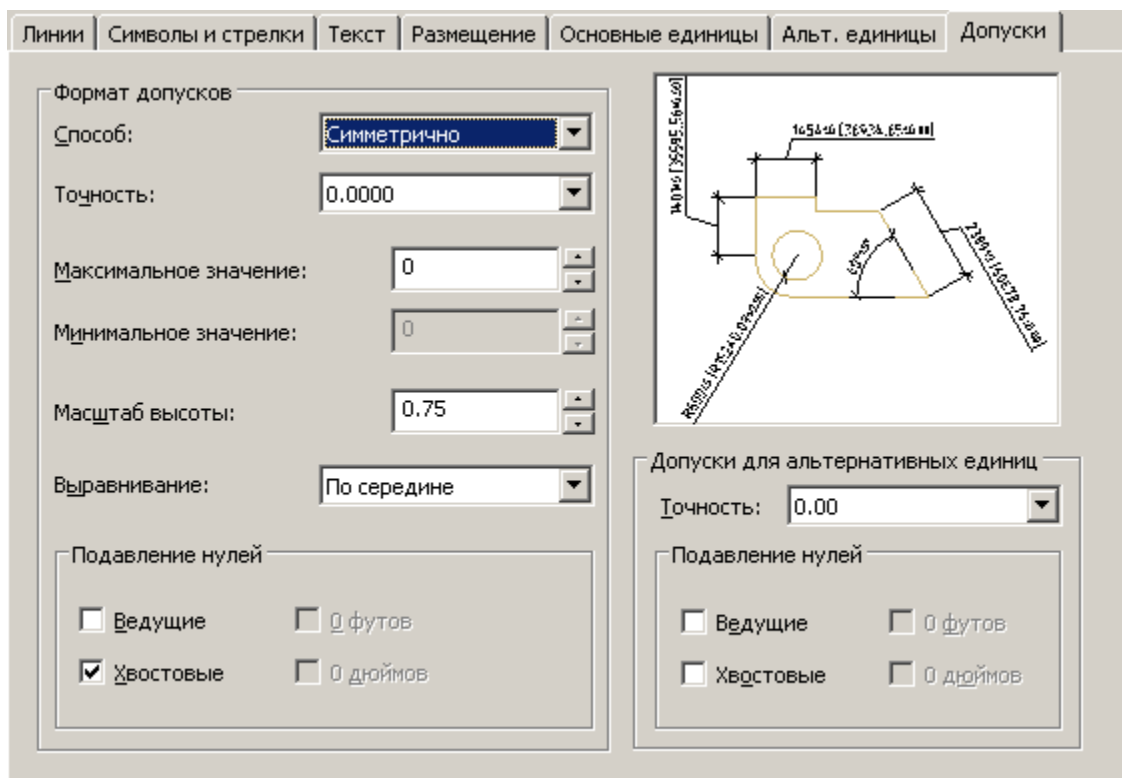 Линии
Символы и стрелки
Текст
Размещение
Основные единицы
Альт. единицы
Допуски
Формат допусков
Способ:
Симметрично
Точность:
0.0000
Максимальное значение:
0
Минимальное значение:
0
Масштаб высоты:
0.75
Выравнивание:
По середине
Подавление нулей
Ведущие
0 футов
Хвостовые
0 дюймов
Допуски для альтернативных единиц
Точность:
0.00
Подавление нулей
Ведущие
0 футов
Хвостовые
0 дюймов